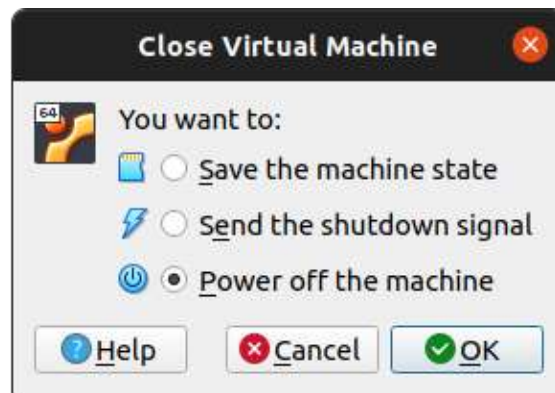 Close Virtual Machine
64
You want to:
Save the machine state
Send the shutdown signal
Power off the machine
Help
Cancel
OK